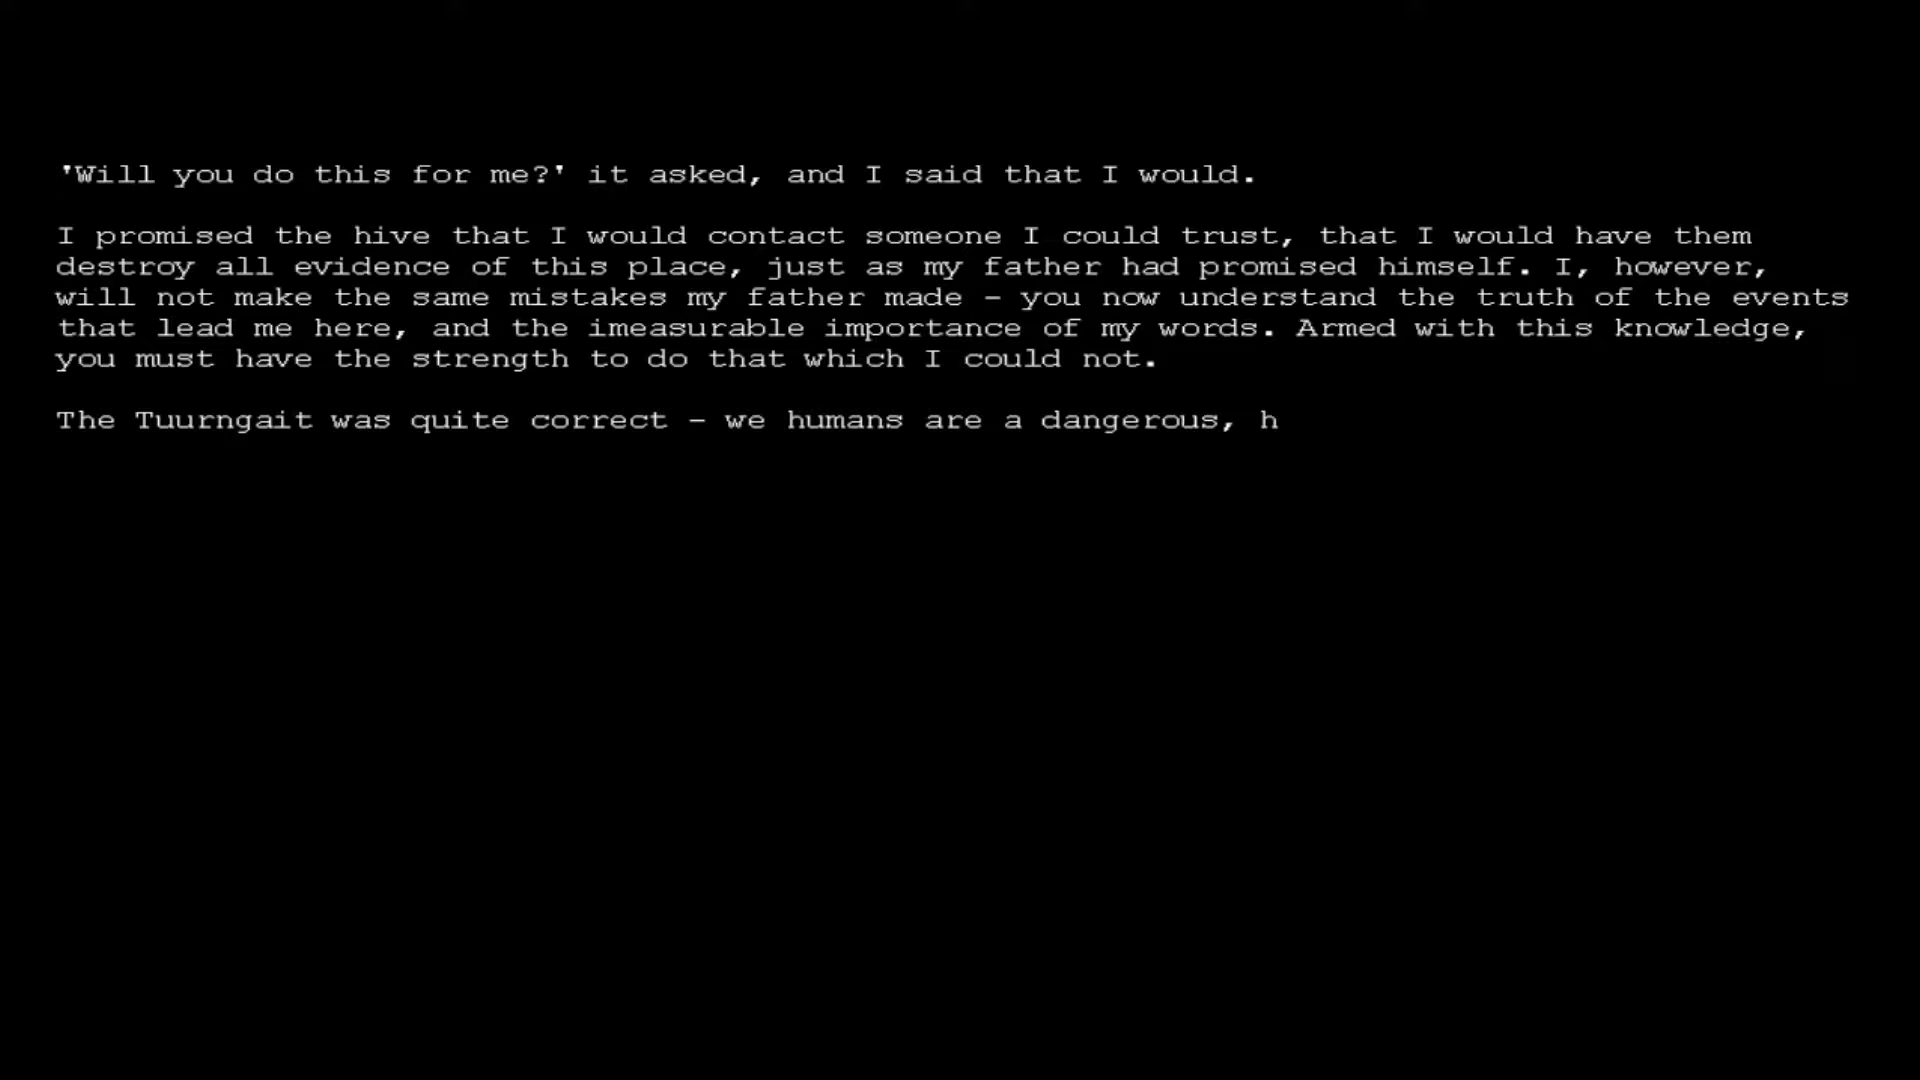 'Will you do this for me?' it asked, and I said that I would.
I promised the hive that I would contact someone I could trust, that I would have them
destroy all evidence of this place, just as my father had promised himself. I, however,
will not make the same mistakes my father made – you now understand the truth of the events
that lead me here, and the imeasurable importance of my words. Armed with this knowledge,
you must have the strength to do that which I could not.
The Tuurngait was quite correct – we humans are a dangerous, h